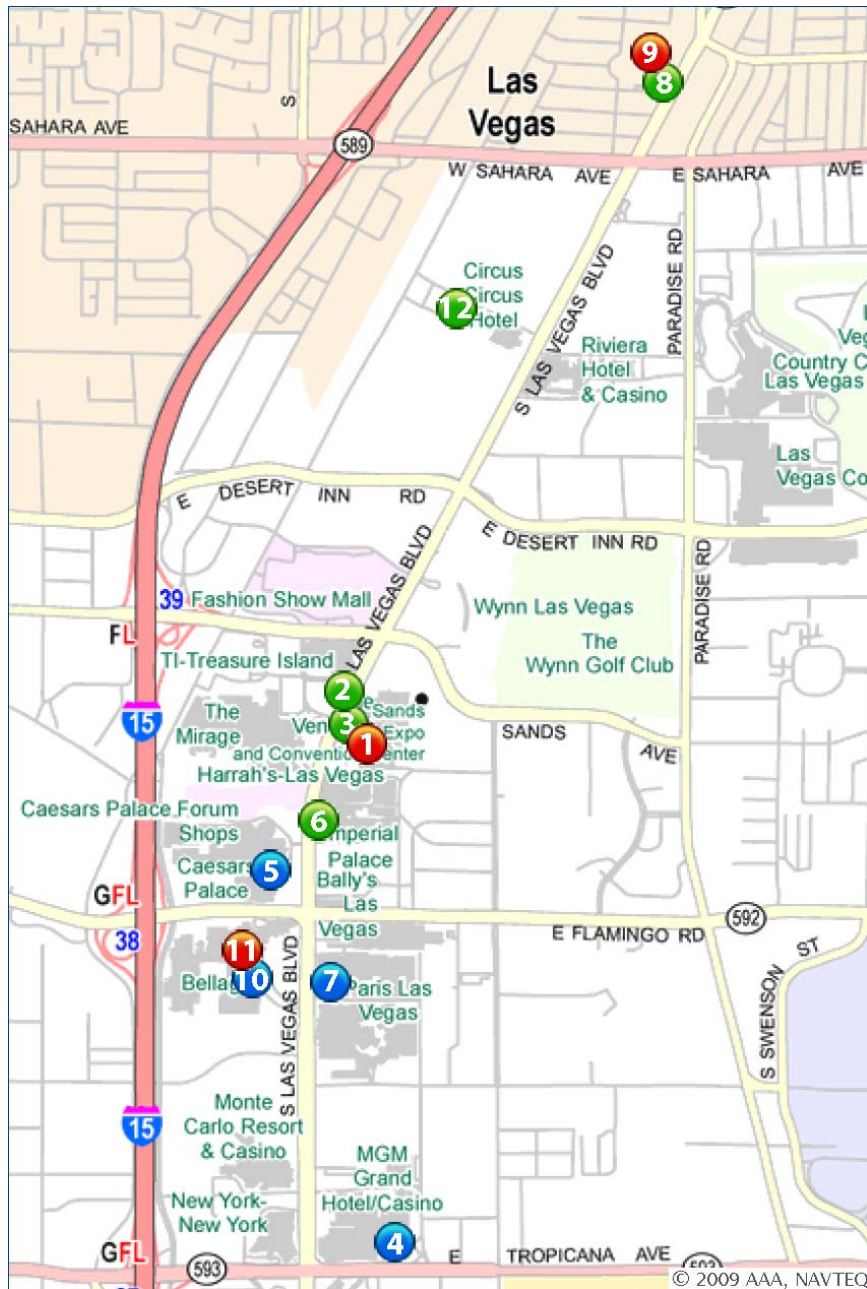 9
8
Las
Vegas
S
SAHARA AVE
589
W SAHARA AVE
E SAHARA AVE
PARADISE RD
S LAS VEGAS BLVD
Circus
Circus
Hotel
12
Riviera
Hotel
& Casino
Country C
Las Vegas
Las
Vegas Co
E DESERT INN RD
E DESERT INN RD
LAS VEGAS BLVD
PARADISE RD
39
Fashion Show Mall
FL
Wynn Las Vegas
The
Wynn Golf Club
TI-Treasure Island
2
15
The
Mirage
3
Sands
Expo
1
and Convention
SANDS AVE
Harrah's-Las Vegas
Caesars Palace Forum
Shops
6
Imperial
Palace
Caesars
Palace
5
Bally's
Las
Vegas
GFL
38
592
E FLAMINGO RD
11
10
7
Paris Las
Vegas
S LAS VEGAS BLVD
S SWENSON ST
15
Monte
Carlo Resort
& Casino
MGM
Grand
Hotel/Casino
New York-
New York
4
GFL
593
E TROPICANA AVE
© 2009 AAA, NAVTEQ